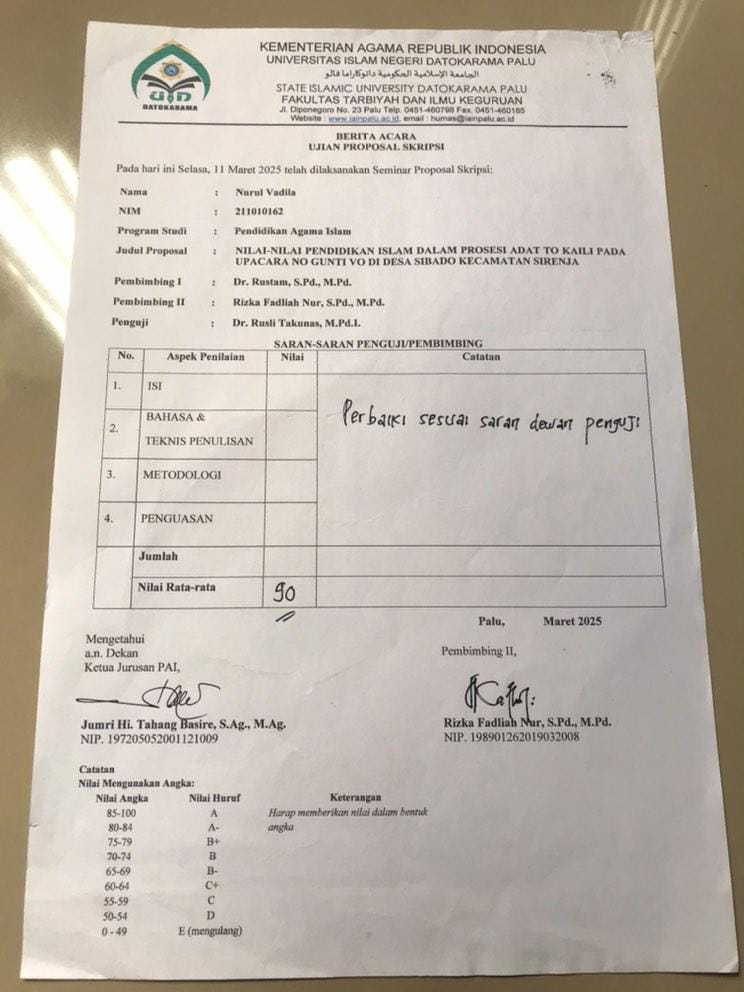 UIN
DATOKARAMA
KEMENTERIAN AGAMA REPUBLIK INDONESIA
UNIVERSITAS ISLAM NEGERI DATOKARAMA PALU
الجامعة الإسلامية الحكومية داتوكاراما فالو
STATE ISLAMIC UNIVERSITY DATOKARAMA PALU
FAKULTAS TARBIYAH DAN ILMU KEGURUAN
Jl. Diponegoro No. 23 Palu Telp. 0451-460798 Fax. 0451-460165
Website : www.iainpalu.ac.id, email : humas@iainpalu.ac.id
BERITA ACARA
UJIAN PROPOSAL SKRIPSI
Pada hari ini Selasa, 11 Maret 2025 telah dilaksanakan Seminar Proposal Skripsi:
Nama : Nurul Vadila
NIM : 211010162
Program Studi : Pendidikan Agama Islam
Judul Proposal : NILAI-NILAI PENDIDIKAN ISLAM DALAM PROSESI ADAT TO KAILI PADA
UPACARA NO GUNTI VO DI DESA SIBADO KECAMATAN SIRENJA
Pembimbing I : Dr. Rustam, S.Pd., M.Pd.
Pembimbing II : Rizka Fadliah Nur, S.Pd., M.Pd.
Penguji : Dr. Rusli Takunas, M.Pd.I.
SARAN-SARAN PENGUJI/PEMBIMBING
No. Aspek Penilaian Nilai Catatan
1. ISI
Perbaiki sesuai saran dewan penguji
2. BAHASA &
TEKNIS PENULISAN
3. METODOLOGI
4. PENGUASAN
Jumlah
Nilai Rata-rata 90
Palu, Maret 2025
Mengetahui
a.n. Dekan
Ketua Jurusan PAI,
Pembimbing II,
Jumri Hi. Tahang Basire, S.Ag., M.Ag.
NIP. 197205052001121009
Rizka Fadliah Nur, S.Pd., M.Pd.
NIP. 198901262019032008
Catatan
Nilai Mengunakan Angka:
Nilai Angka Nilai Huruf Keterangan
85-100 A Harap memberikan nilai dalam bentuk
80-84 A- angka
75-79 B+
70-74 B
65-69 B-
60-64 C+
55-59 C
50-54 D
0 - 49 E (mengulang)